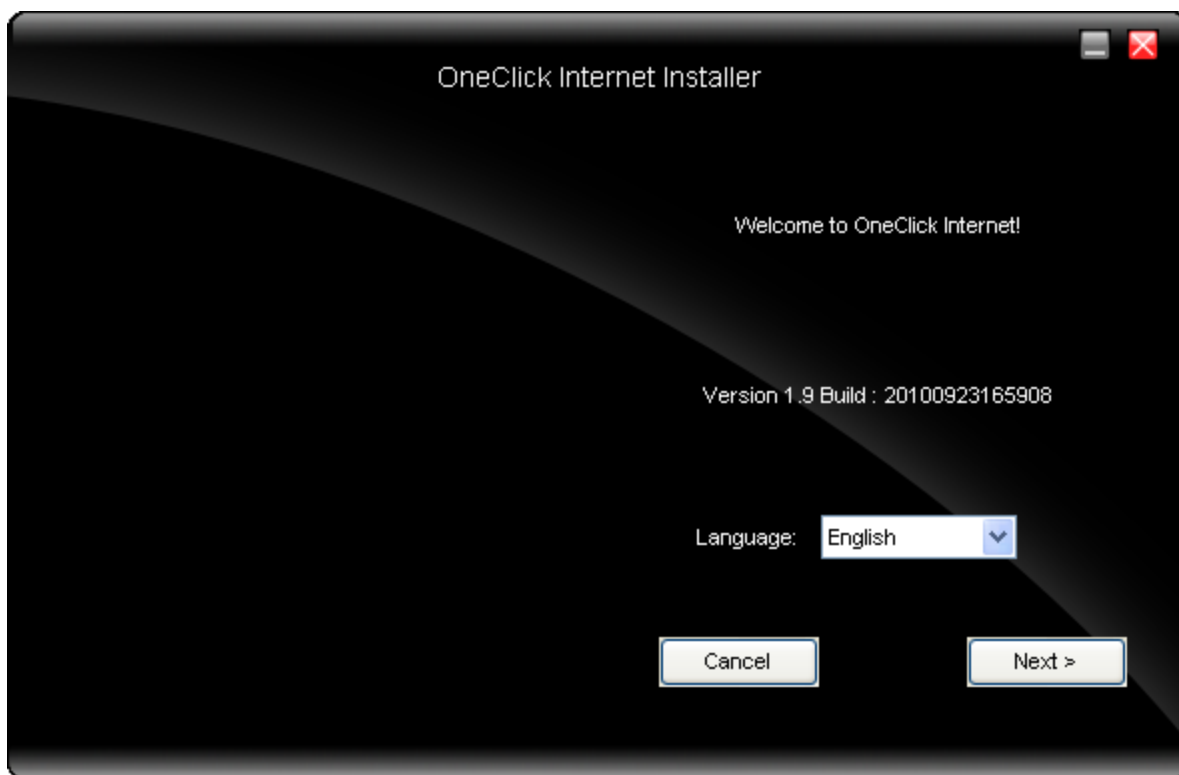 OneClick Internet Installer
Welcome to OneClick Internet!
Version 1.9 Build : 20100923165908
Language: English
Cancel Next >